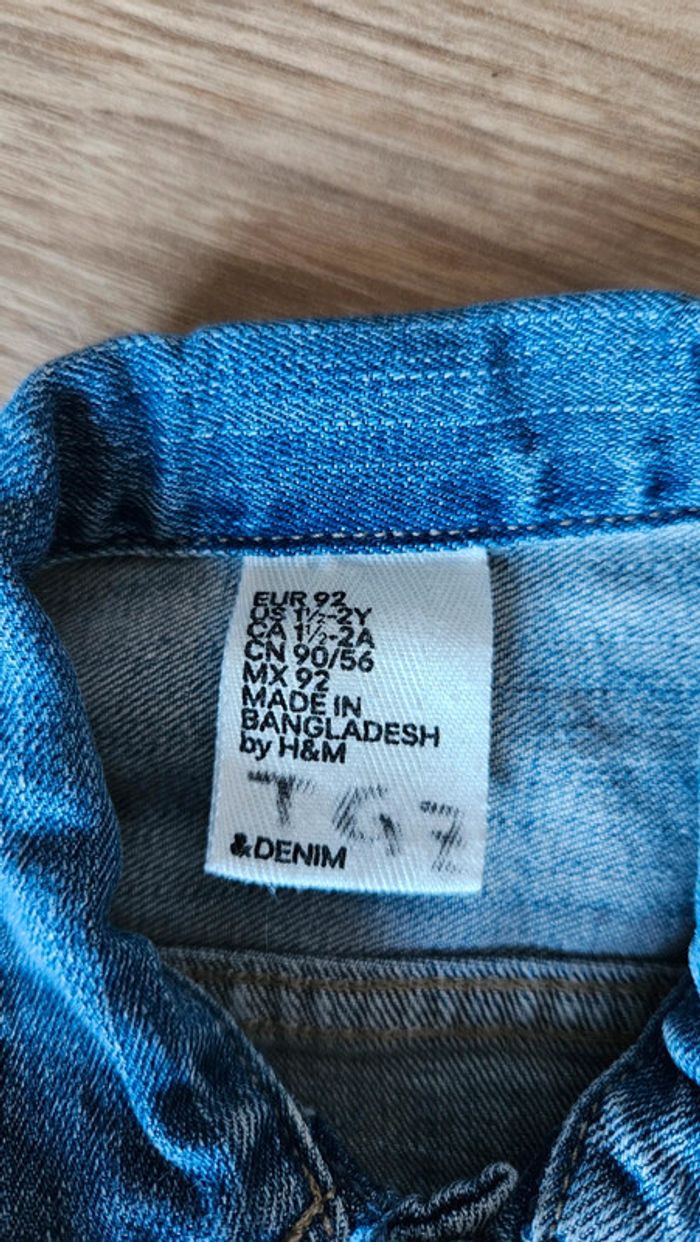 EUR 92
US 1½-2Y
CA 1½-2A
CN 90/56
MX 92
MADE IN
BANGLADESH
by H&M
&DENIM